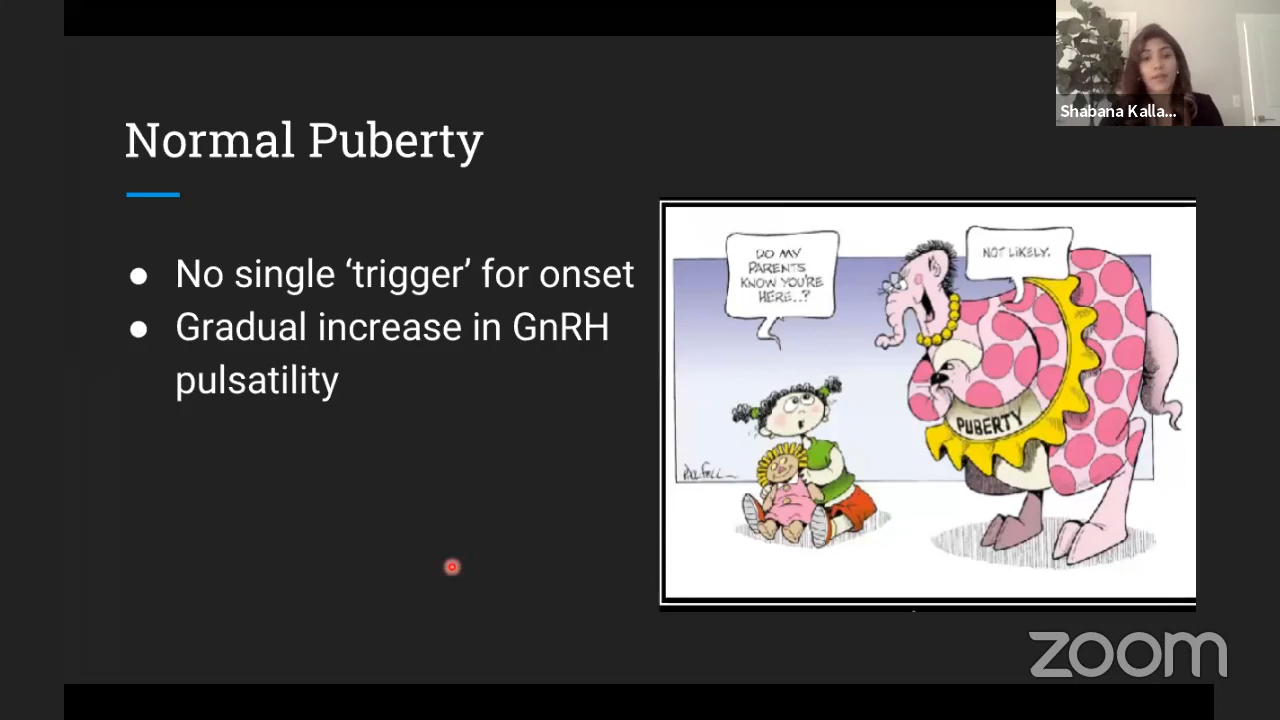 Shabana Kalla...
Normal Puberty
● No single ‘trigger’ for onset
● Gradual increase in GnRH
pulsatility
DO MY
PARENTS
KNOW YOU'RE
HERE..?
NOT LIKELY.
PUBERTY
zoom